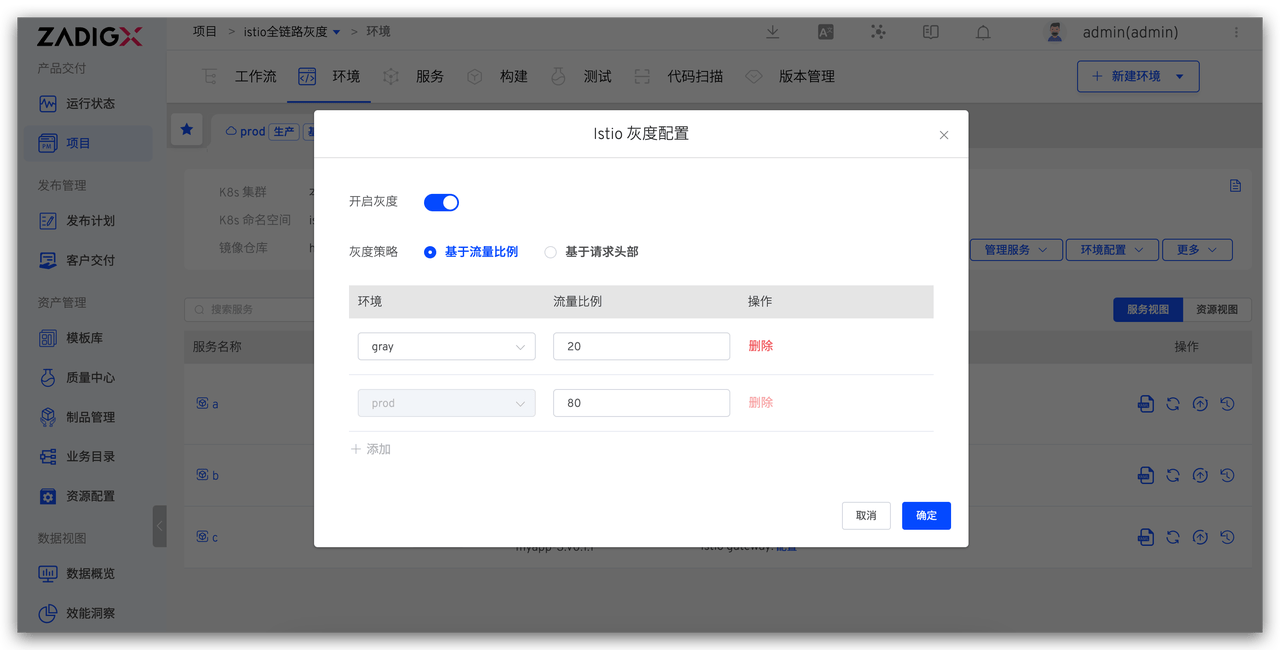 ZADIGX
项目 > istio全链路灰度 > 环境
admin(admin)
产品交付
运行状态
项目
发布管理
发布计划
客户交付
资产管理
模板库
质量中心
制品管理
业务目录
资源配置
数据视图
数据概览
效能洞察
工作流 环境 服务 构建 测试 代码扫描 版本管理
+ 新建环境
prod 生产
K8s 集群
K8s 命名空间
镜像仓库
管理服务 环境配置 更多
搜索服务
服务视图 资源视图
服务名称 操作
a
b
c
Istio 灰度配置
开启灰度
灰度策略 基于流量比例 基于请求头部
环境 流量比例 操作
gray 20 删除
prod 80 删除
+ 添加
取消 确定